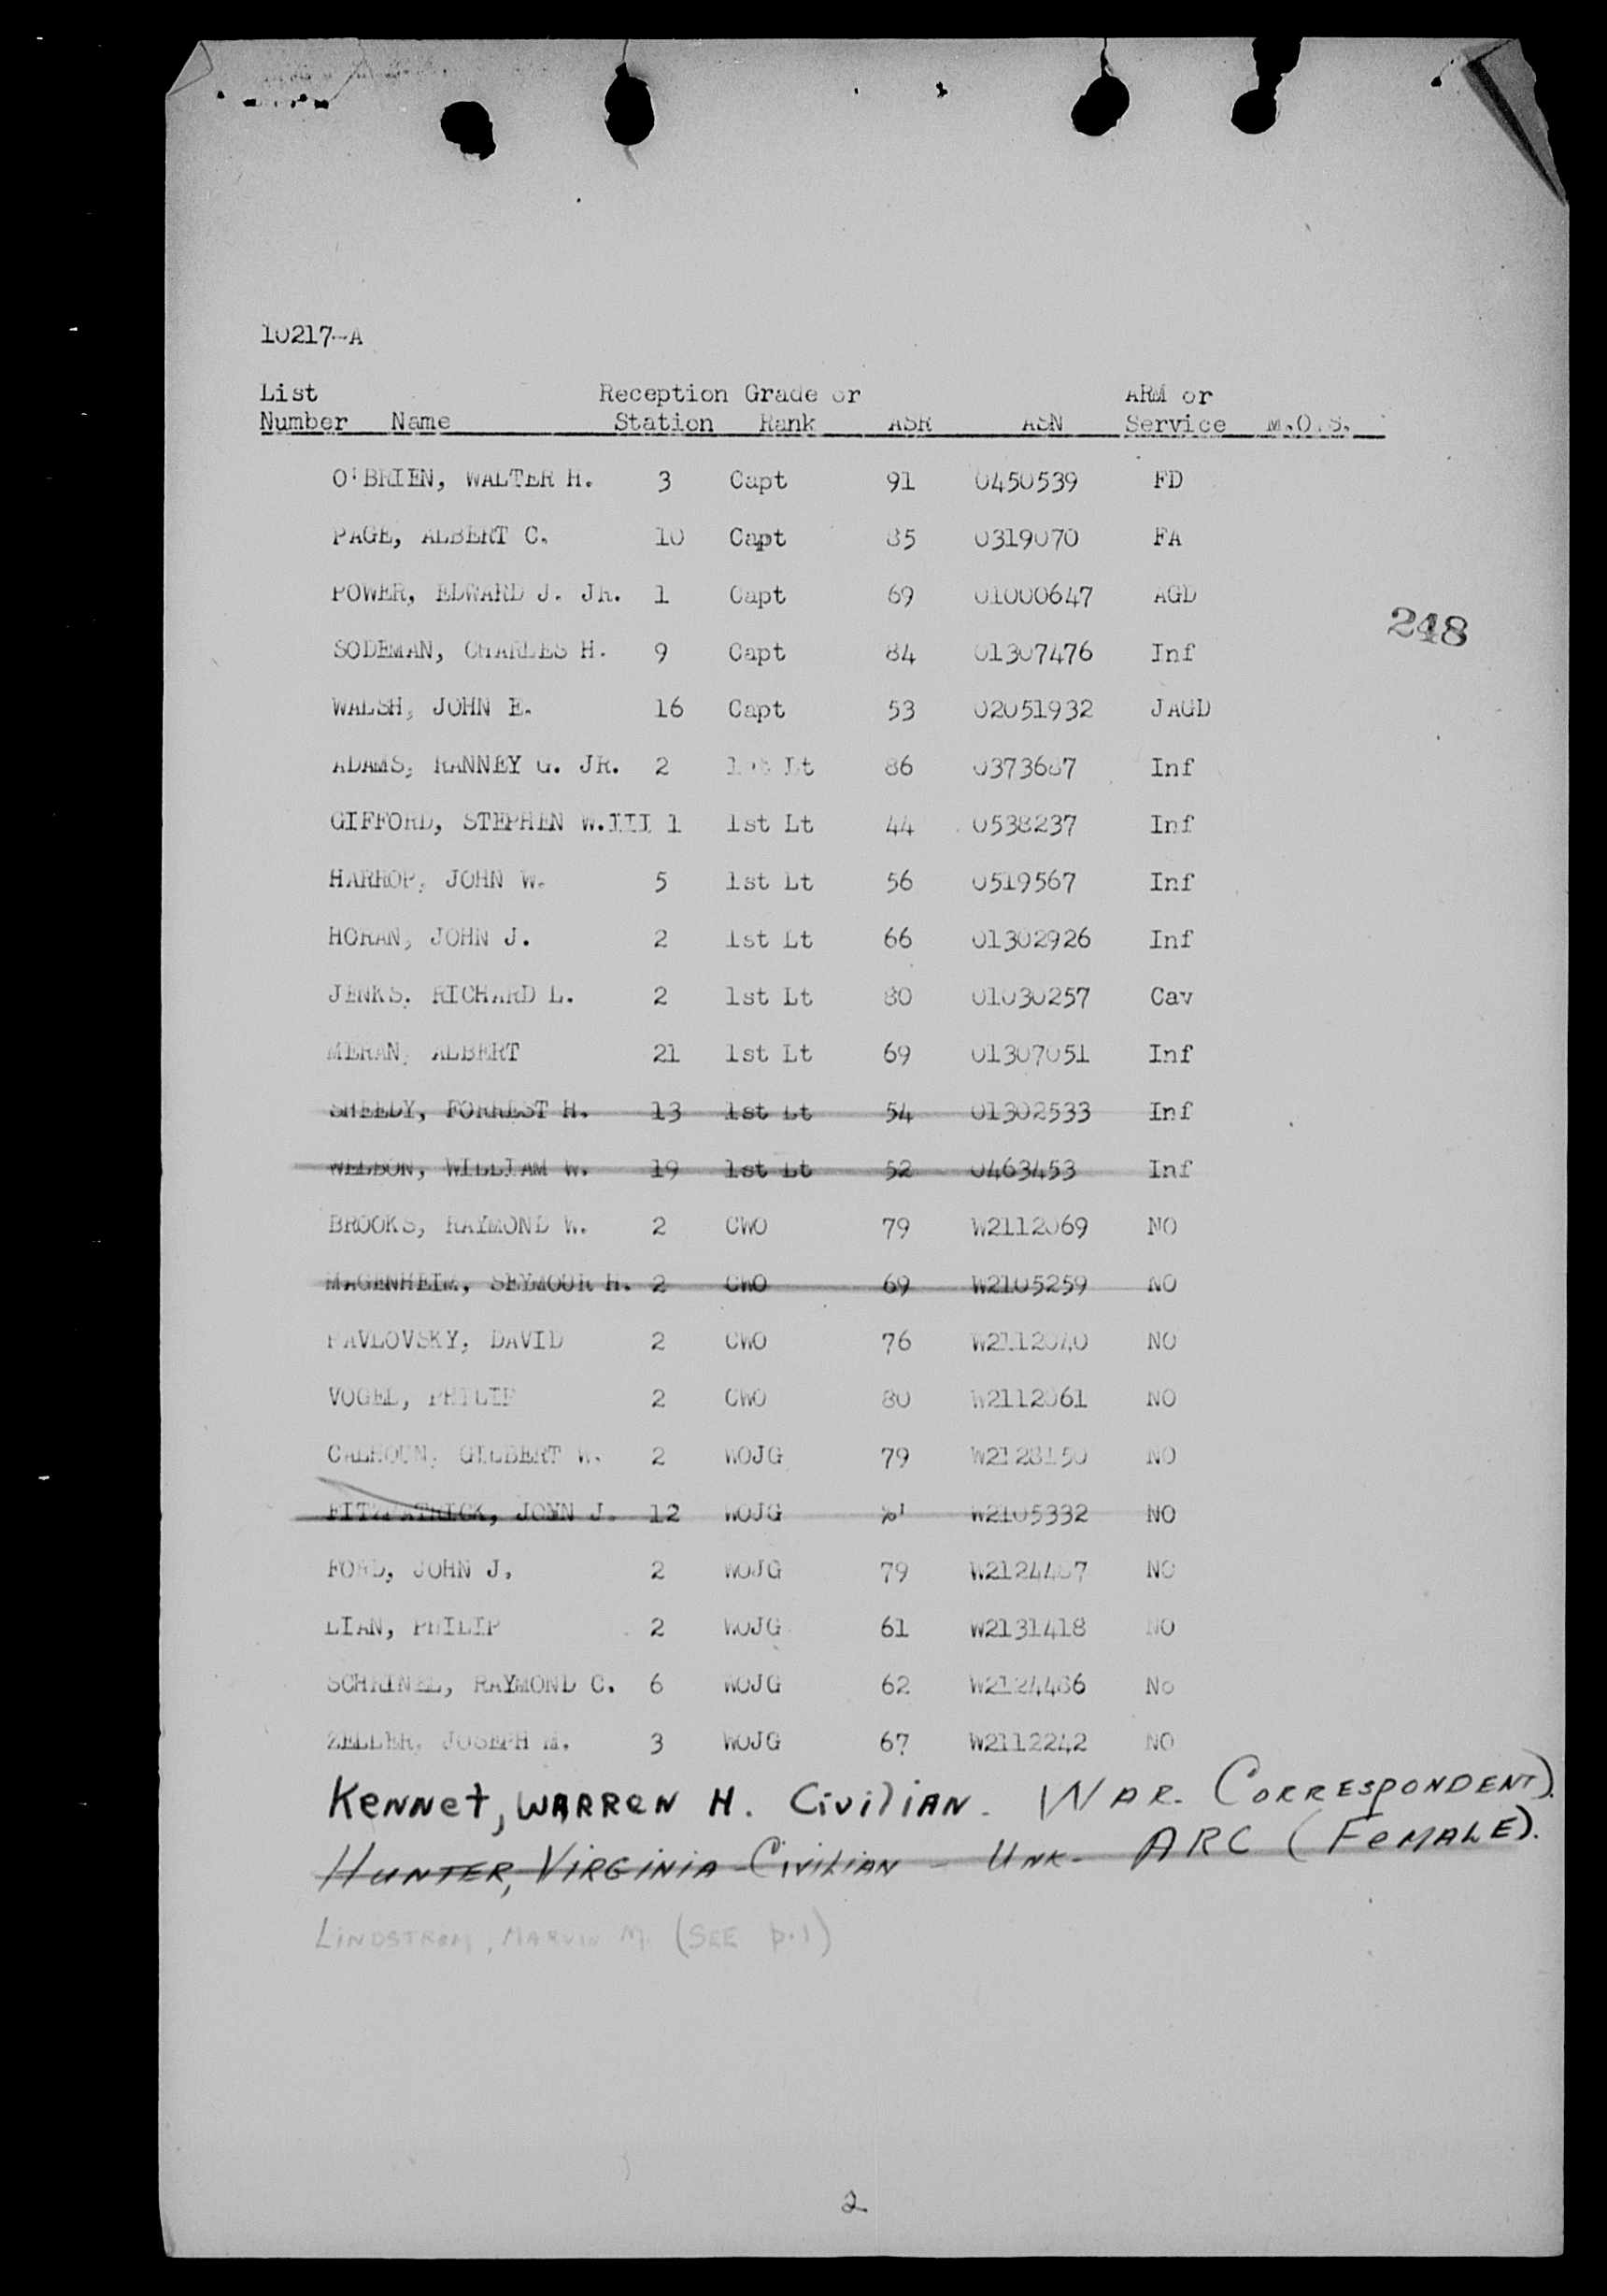 10217-A
List Reception Grade or ARM or
Number Name Station Rank ASR ASN Service M.O.S.
O'BRIEN, WALTER H. 3 Capt 91 0450539 FD
PAGE, ALBERT C. 10 Capt 85 0319070 FA
POWER, EDWARD J. JR. 1 Capt 69 01000647 AGD
248
SODEMAN, CHARLES H. 9 Capt 84 01307476 Inf
WALSH, JOHN E. 16 Capt 53 02051932 JAGD
ADAMS, RANNEY G. JR. 2 1st Lt 86 0373687 Inf
GIFFORD, STEPHEN W.III 1 1st Lt 44 0538237 Inf
HARROP, JOHN W. 5 1st Lt 56 0519567 Inf
HORAN, JOHN J. 2 1st Lt 66 01302926 Inf
JENKS, RICHARD L. 2 1st Lt 80 01030257 Cav
MERAN, ALBERT 21 1st Lt 69 01307051 Inf
SHEEDY, FORREST H. 13 1st Lt 54 01302533 Inf
WELBON, WILLIAM W. 19 1st Lt 52 0463453 Inf
BROOKS, RAYMOND W. 2 CWO 79 W2112069 NO
MAGENHEIM, SEYMOUR H. 2 CWO 69 W2105259 NO
PAVLOVSKY, DAVID 2 CWO 76 W2112040 NO
VOGEL, PHILIP 2 CWO 80 W2112061 NO
CALHOUN, GILBERT W. 2 WOJG 79 W2128150 NO
FITZPATRICK, JOHN J. 12 WOJG W2105332 NO
FORD, JOHN J. 2 WOJG 79 W2124487 NO
LIAN, PHILIP 2 WOJG 61 W2131418 NO
SCHRINEL, RAYMOND C. 6 WOJG 62 W2124486 No
ZELLER, JOSEPH M. 3 WOJG 67 W2112242 NO
Kennet, WARReN H. CiviliAN. WAR. CORRESPONDENT).
HUNTER, VIRGINIA - CIVILIAN - UNK - ARC (FeMALE).
LINDSTROM, MARVIN M. (SEE p.1)
2